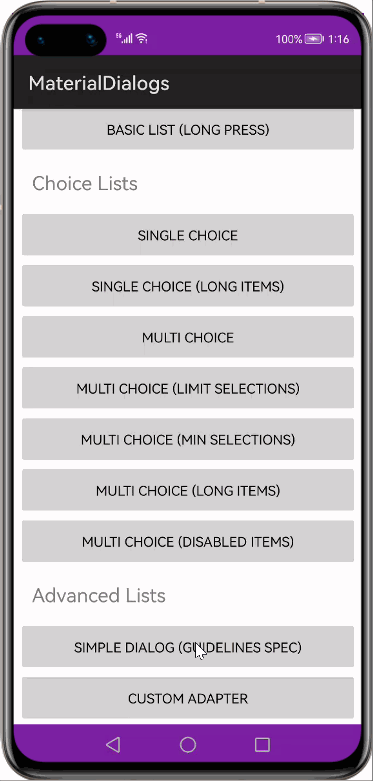 5G
100% 1:16
MaterialDialogs
BASIC LIST (LONG PRESS)
Choice Lists
SINGLE CHOICE
SINGLE CHOICE (LONG ITEMS)
MULTI CHOICE
MULTI CHOICE (LIMIT SELECTIONS)
MULTI CHOICE (MIN SELECTIONS)
MULTI CHOICE (LONG ITEMS)
MULTI CHOICE (DISABLED ITEMS)
Advanced Lists
SIMPLE DIALOG (GUIDELINES SPEC)
CUSTOM ADAPTER